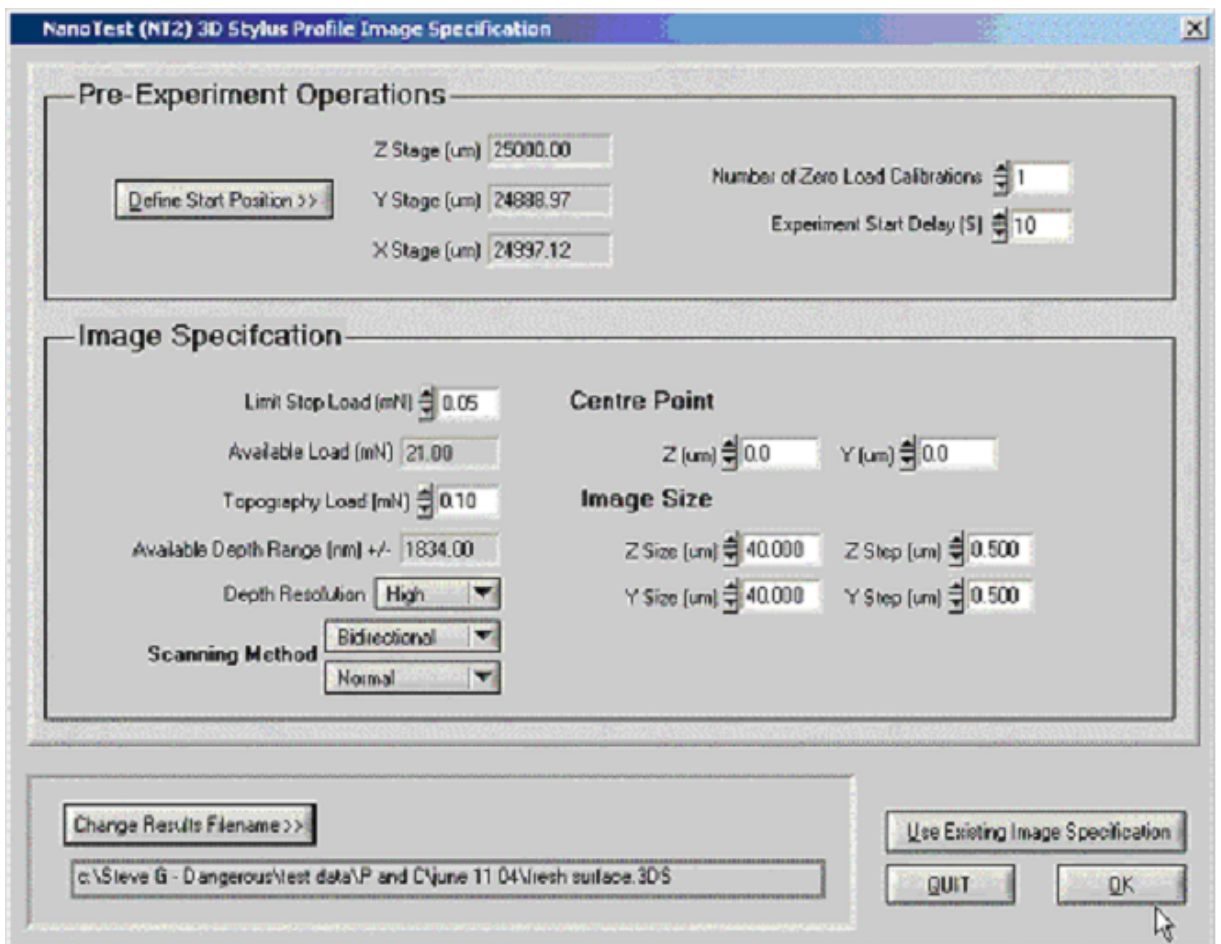 NanoTest (NT2) 3D Stylus Profile Image Specification
Pre-Experiment Operations
Define Start Position >>
Z Stage (um) 25000.00
Y Stage (um) 24888.97
X Stage (um) 24997.12
Number of Zero Load Calibrations 1
Experiment Start Delay (S) 10
Image Specifcation
Limit Stop Load (mN) 0.05
Available Load (mN) 21.00
Topography Load (mN) 0.10
Available Depth Range (nm) +/- 1834.00
Depth Resolution High
Scanning Method Bidirectional
Normal
Centre Point
Z (um) 0.0 Y (um) 0.0
Image Size
Z Size (um) 40.000 Z Step (um) 0.500
Y Size (um) 40.000 Y Step (um) 0.500
Change Results Filename>>
c:\Steve G - Dangerous\test data\P and C\june 11 04\fresh surface.3DS
Use Existing Image Specification
QUIT OK